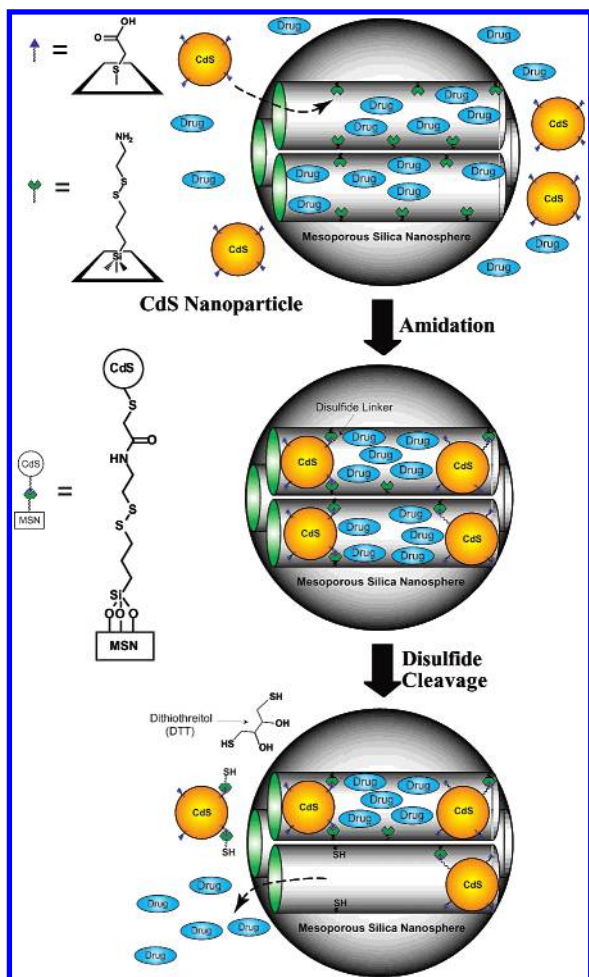 O
OH
S
=
CdS
Drug
Drug
Drug
Drug
Drug
Drug
Drug
Drug
Drug
Drug
CdS
NH2
S
S
Si
=
Drug
Drug
Drug
Drug
Drug
Drug
Drug
CdS
CdS
Drug
Drug
Mesoporous Silica Nanosphere
CdS Nanoparticle
Amidation
CdS
S
O
HN
S
S
Si
O O O
MSN
CdS
=
MSN
Disulfide Linker
CdS
Drug
Drug
Drug
Drug
Drug
CdS
CdS
Drug
Drug
Drug
Drug
Drug
CdS
Mesoporous Silica Nanosphere
Disulfide
Cleavage
Dithiothreitol
(DTT)
SH
OH
HS
OH
SH
CdS
SH
CdS
Drug
Drug
Drug
Drug
Drug
CdS
SH
SH
CdS
Drug
Drug
Drug
Drug
Drug
Mesoporous Silica Nanosphere